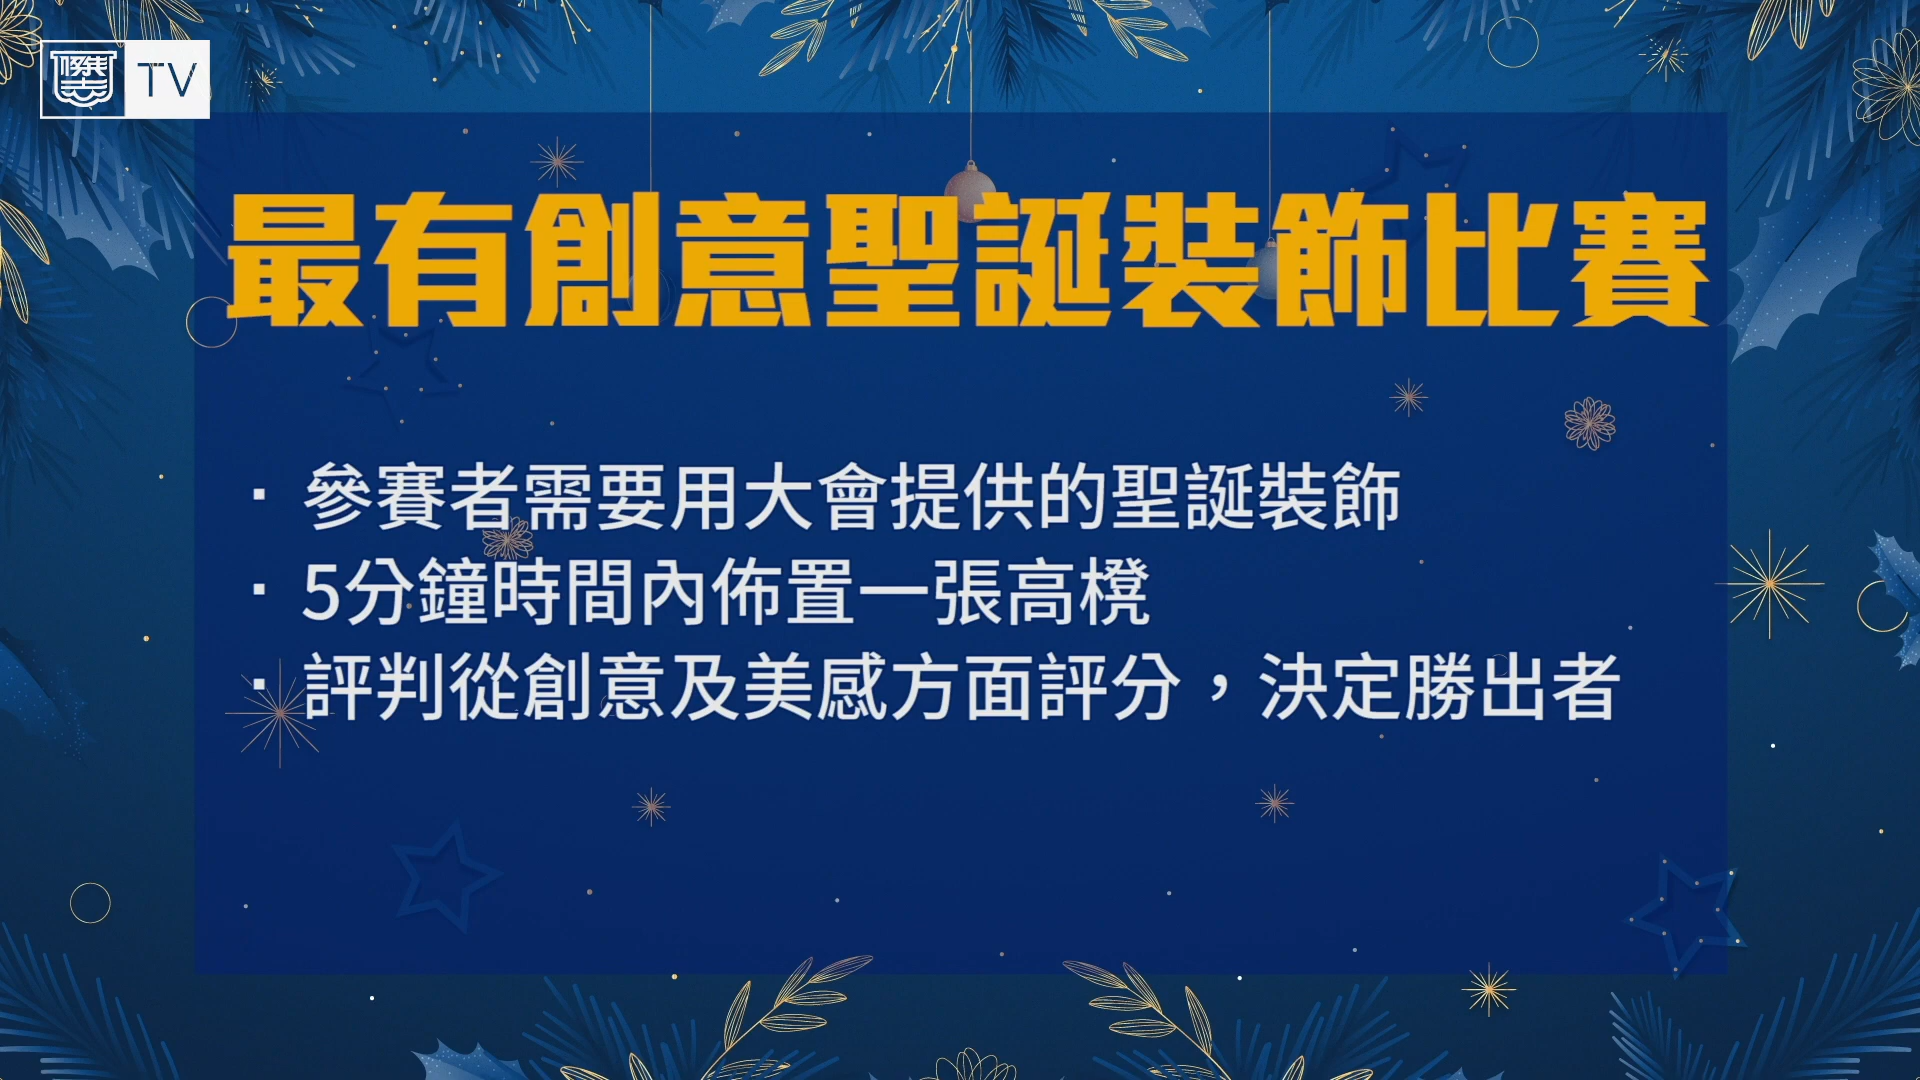 傑志 TV
最有創意聖誕裝飾比賽
· 參賽者需要用大會提供的聖誕裝飾
· 5分鐘時間內佈置一張高櫈
· 評判從創意及美感方面評分，決定勝出者